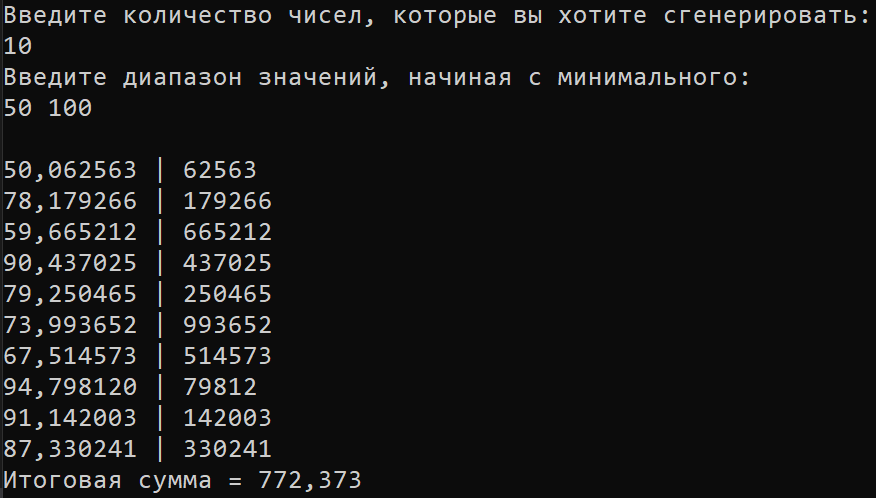 Введите количество чисел, которые вы хотите сгенерировать:
10
Введите диапазон значений, начиная с минимального:
50 100
50,062563 | 62563
78,179266 | 179266
59,665212 | 665212
90,437025 | 437025
79,250465 | 250465
73,993652 | 993652
67,514573 | 514573
94,798120 | 79812
91,142003 | 142003
87,330241 | 330241
Итоговая сумма = 772,373